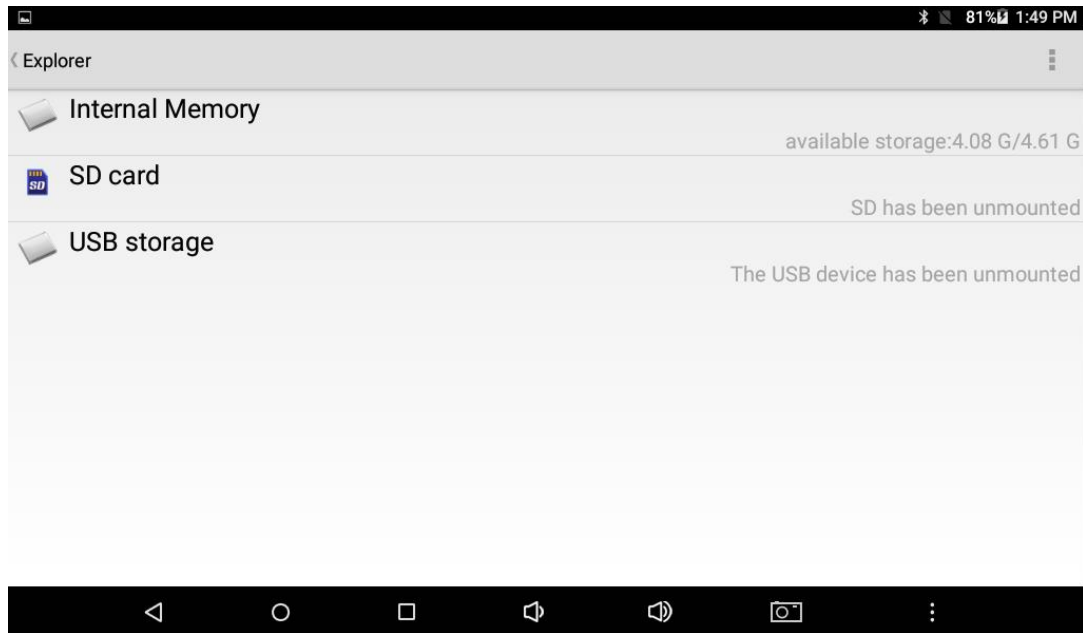 81% 1:49 PM
Explorer
Internal Memory
available storage:4.08 G/4.61 G
SD card
SD
SD has been unmounted
USB storage
The USB device has been unmounted